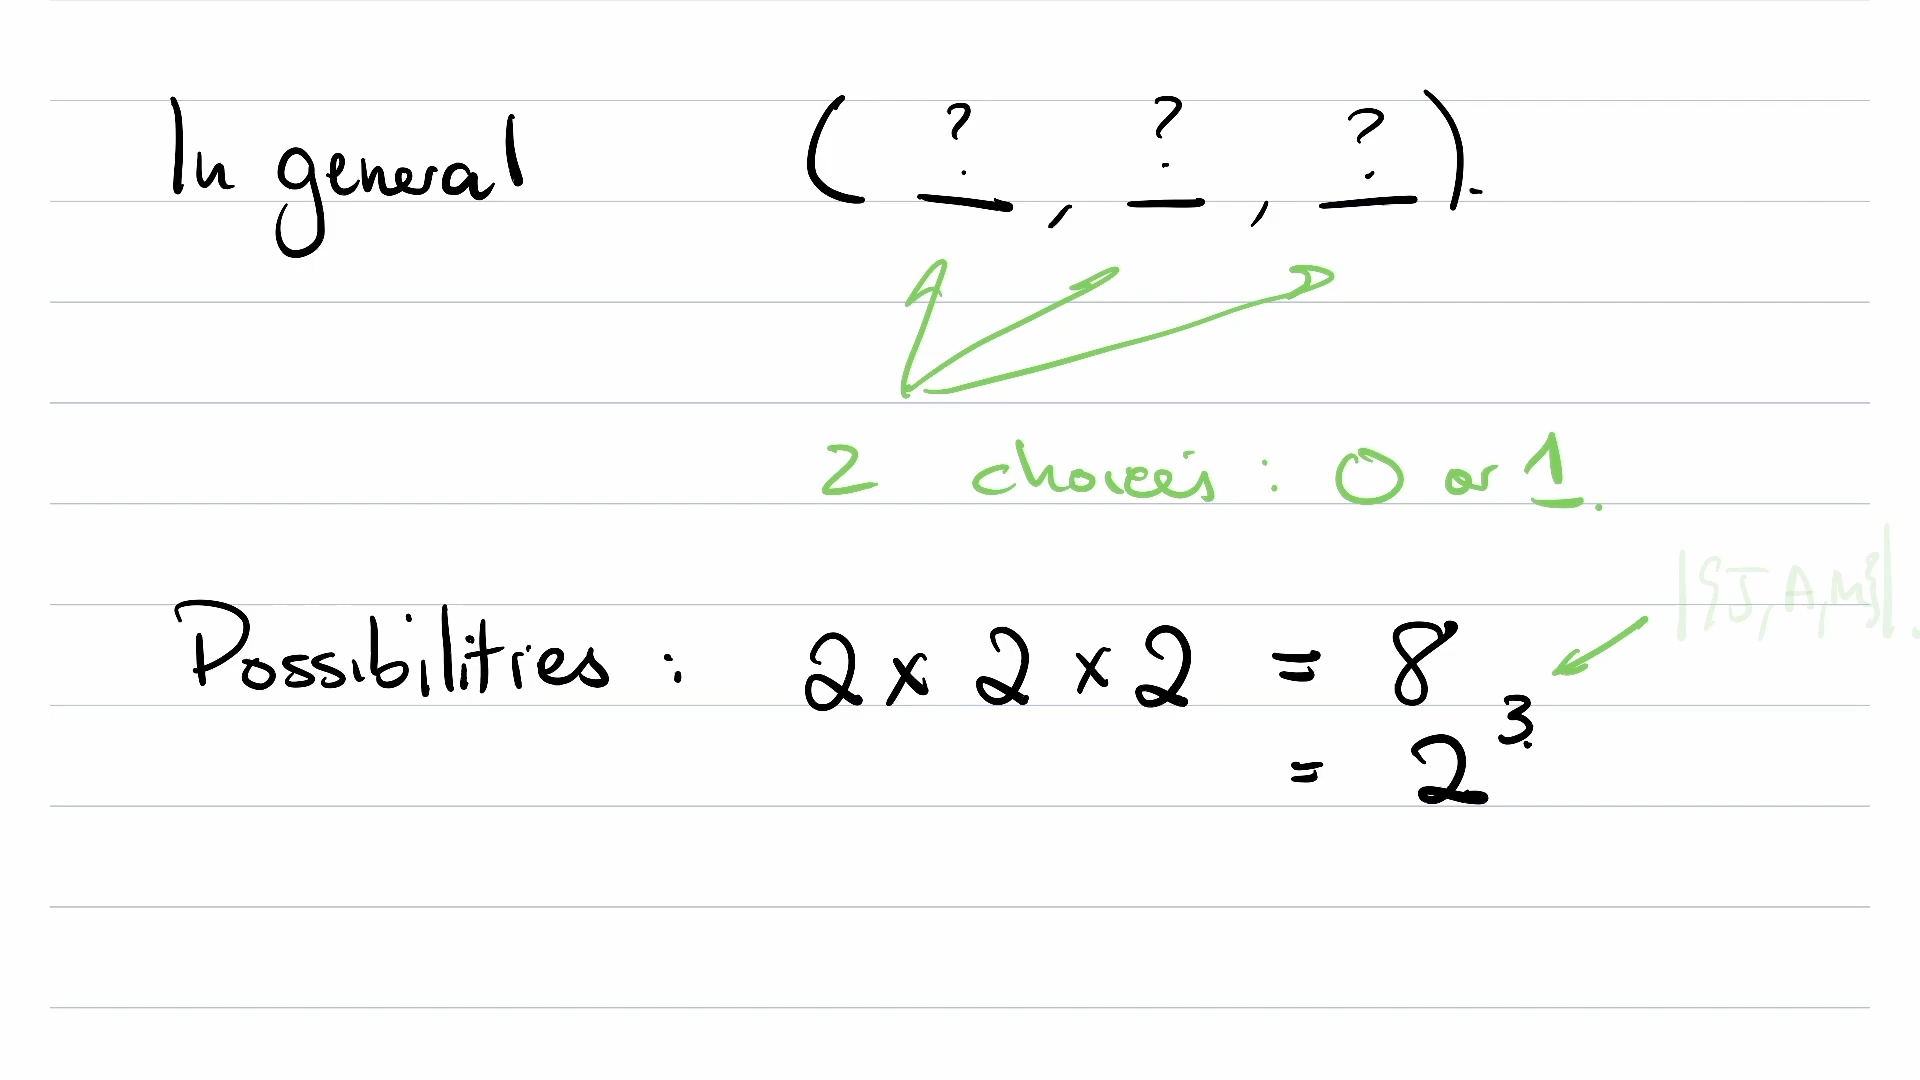 In general ( ? , ? , ? ).
2 choices : 0 or 1.
|{J, A, M}|.
Possibilities : 2 x 2 x 2 = 8
= 2^3.